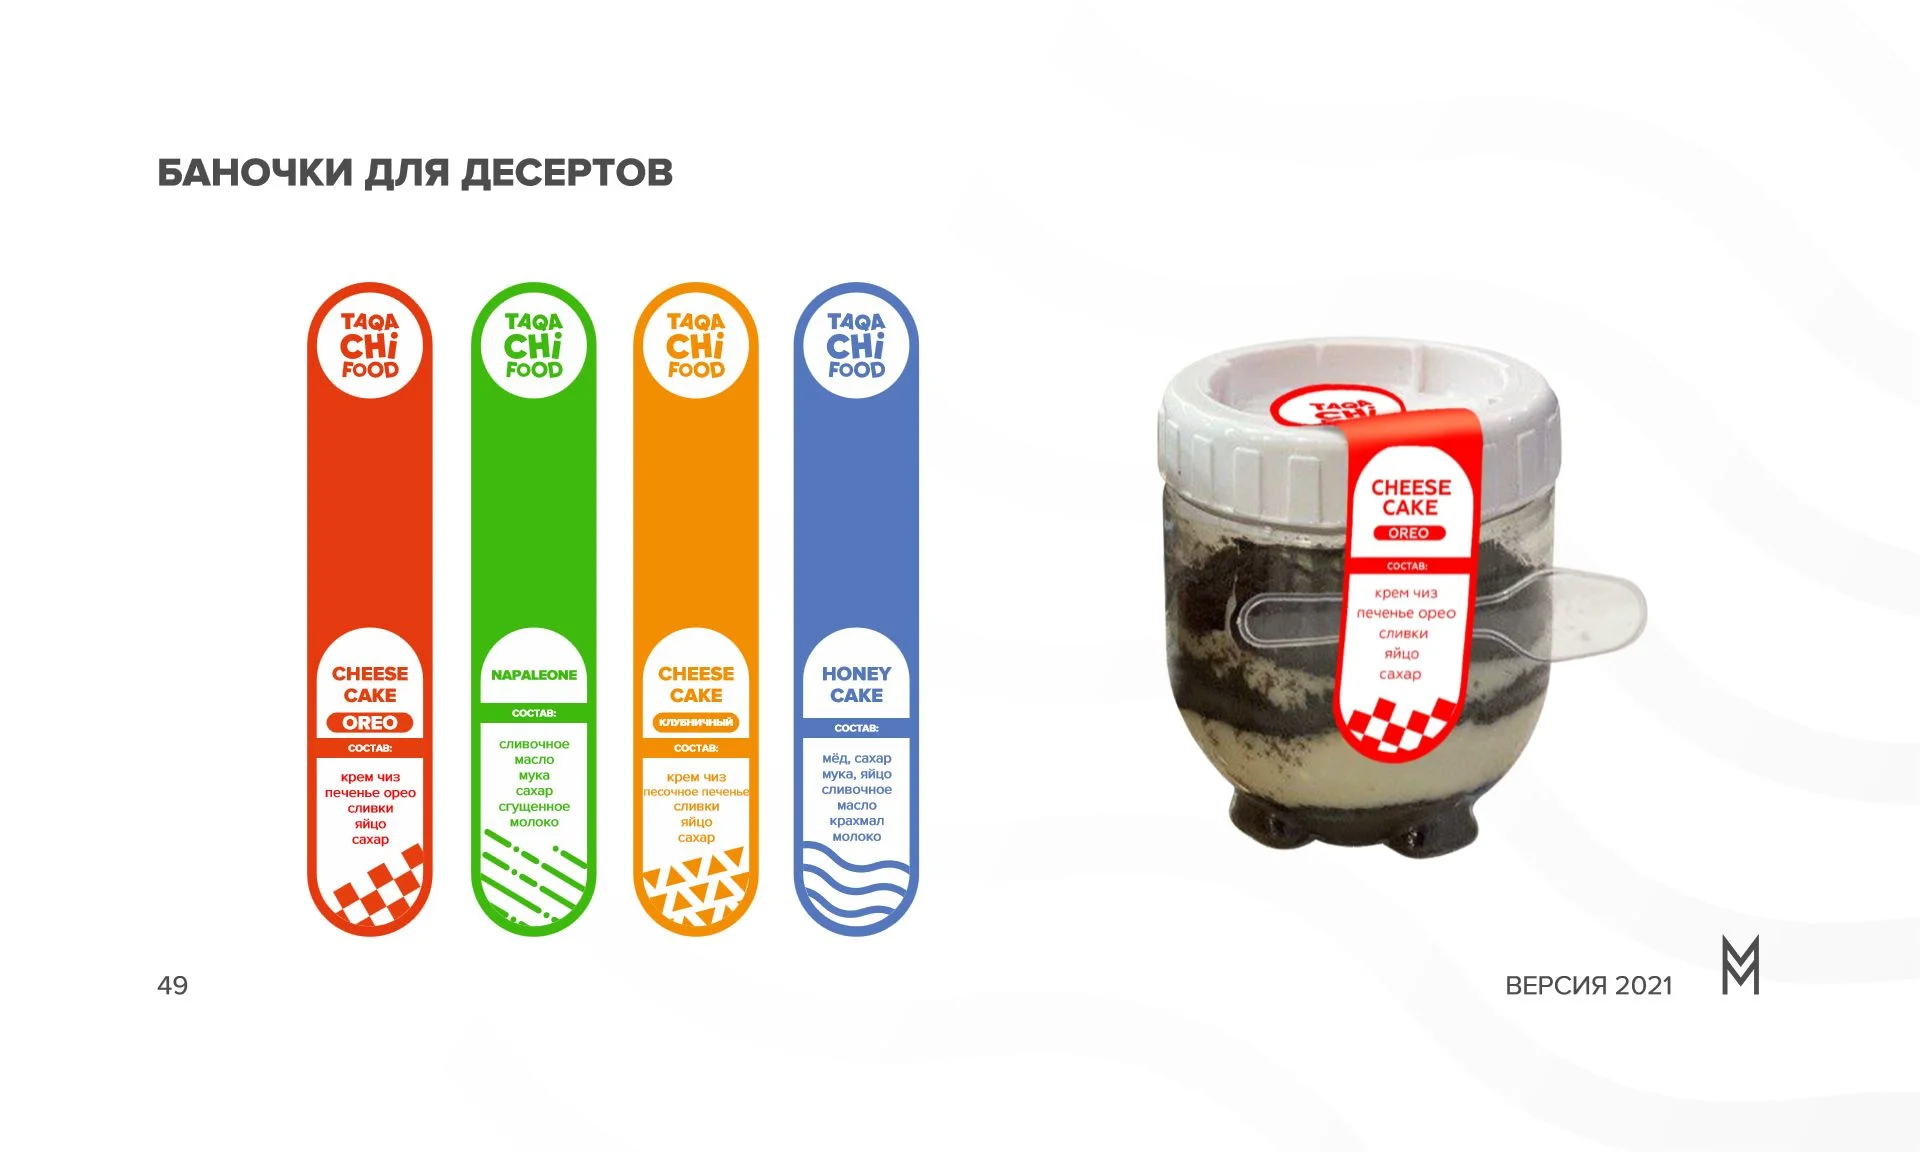 БАНОЧКИ ДЛЯ ДЕСЕРТОВ
TAQA
CHi
FOOD
CHEESE
CAKE
OREO
СОСТАВ:
крем чиз
печенье орео
сливки
яйцо
сахар
TAQA
CHi
FOOD
NAPALEONE
СОСТАВ:
сливочное
масло
мука
сахар
сгущенное
молоко
TAQA
CHi
FOOD
CHEESE
CAKE
КЛУБНИЧНЫЙ
СОСТАВ:
крем чиз
песочное печенье
сливки
яйцо
сахар
TAQA
CHi
FOOD
HONEY
CAKE
СОСТАВ:
мёд, сахар
мука, яйцо
сливочное
масло
крахмал
молоко
TAQA
CHi
CHEESE
CAKE
OREO
СОСТАВ:
крем чиз
печенье орео
сливки
яйцо
сахар
49
ВЕРСИЯ 2021